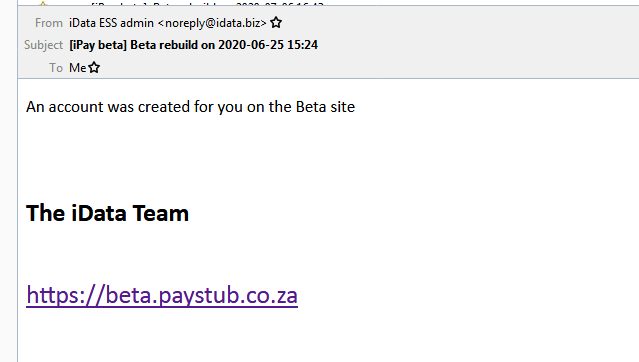 From iData ESS admin <noreply@idata.biz>
Subject [iPay beta] Beta rebuild on 2020-06-25 15:24
To Me
An account was created for you on the Beta site
The iData Team
https://beta.paystub.co.za